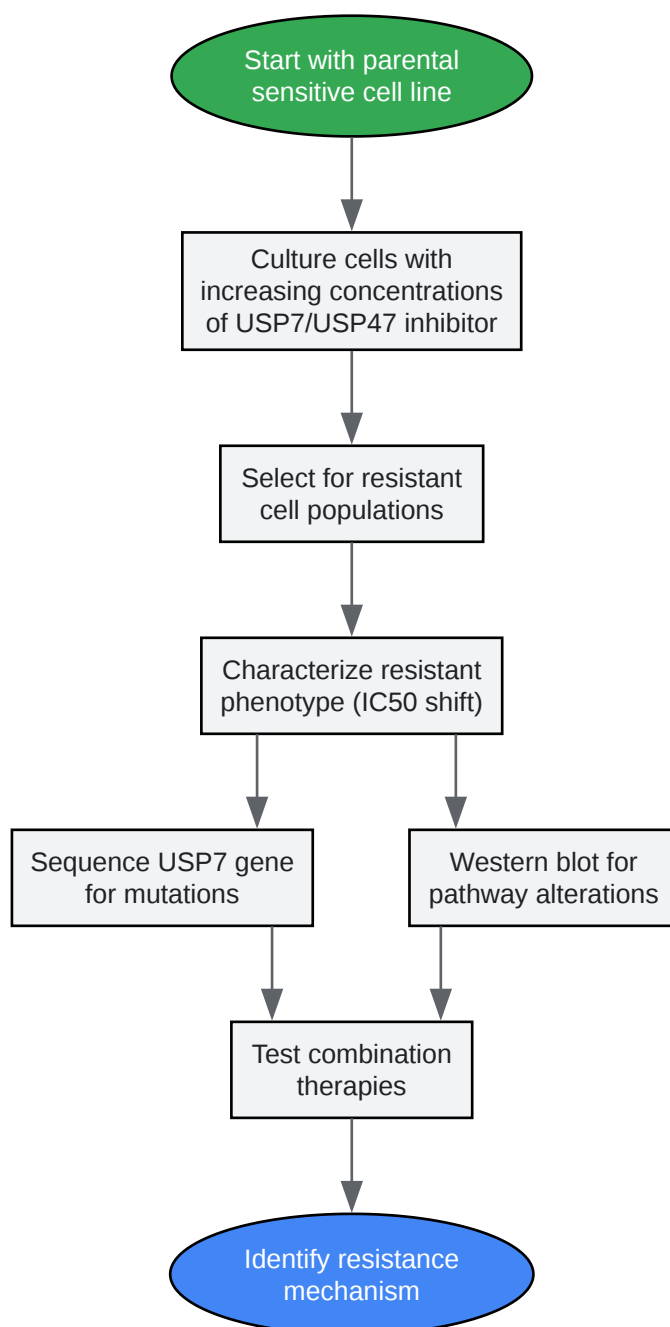 Start with parental
sensitive cell line
Culture cells with
increasing concentrations
of USP7/USP47 inhibitor
Select for resistant
cell populations
Characterize resistant
phenotype (IC50 shift)
Sequence USP7 gene
for mutations
Western blot for
pathway alterations
Test combination
therapies
Identify resistance
mechanism